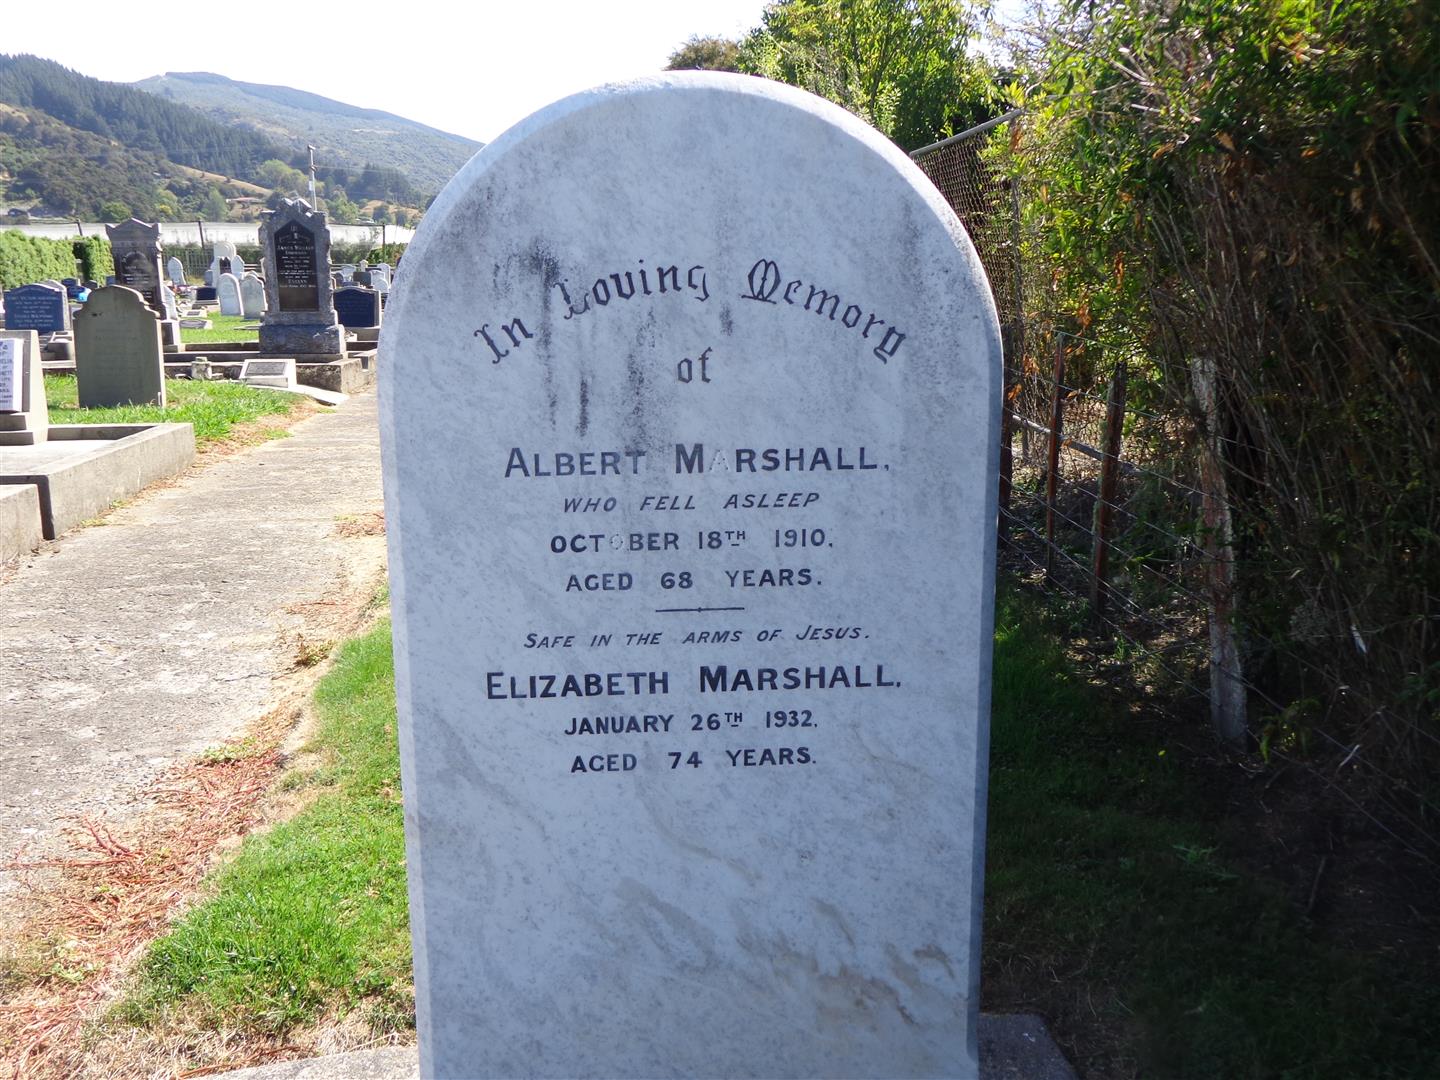 In Loving Memory
of
ALBERT MARSHALL,
WHO FELL ASLEEP
OCTOBER 18TH 1910,
AGED 68 YEARS.
SAFE IN THE ARMS OF JESUS.
ELIZABETH MARSHALL,
JANUARY 26TH 1932,
AGED 74 YEARS.